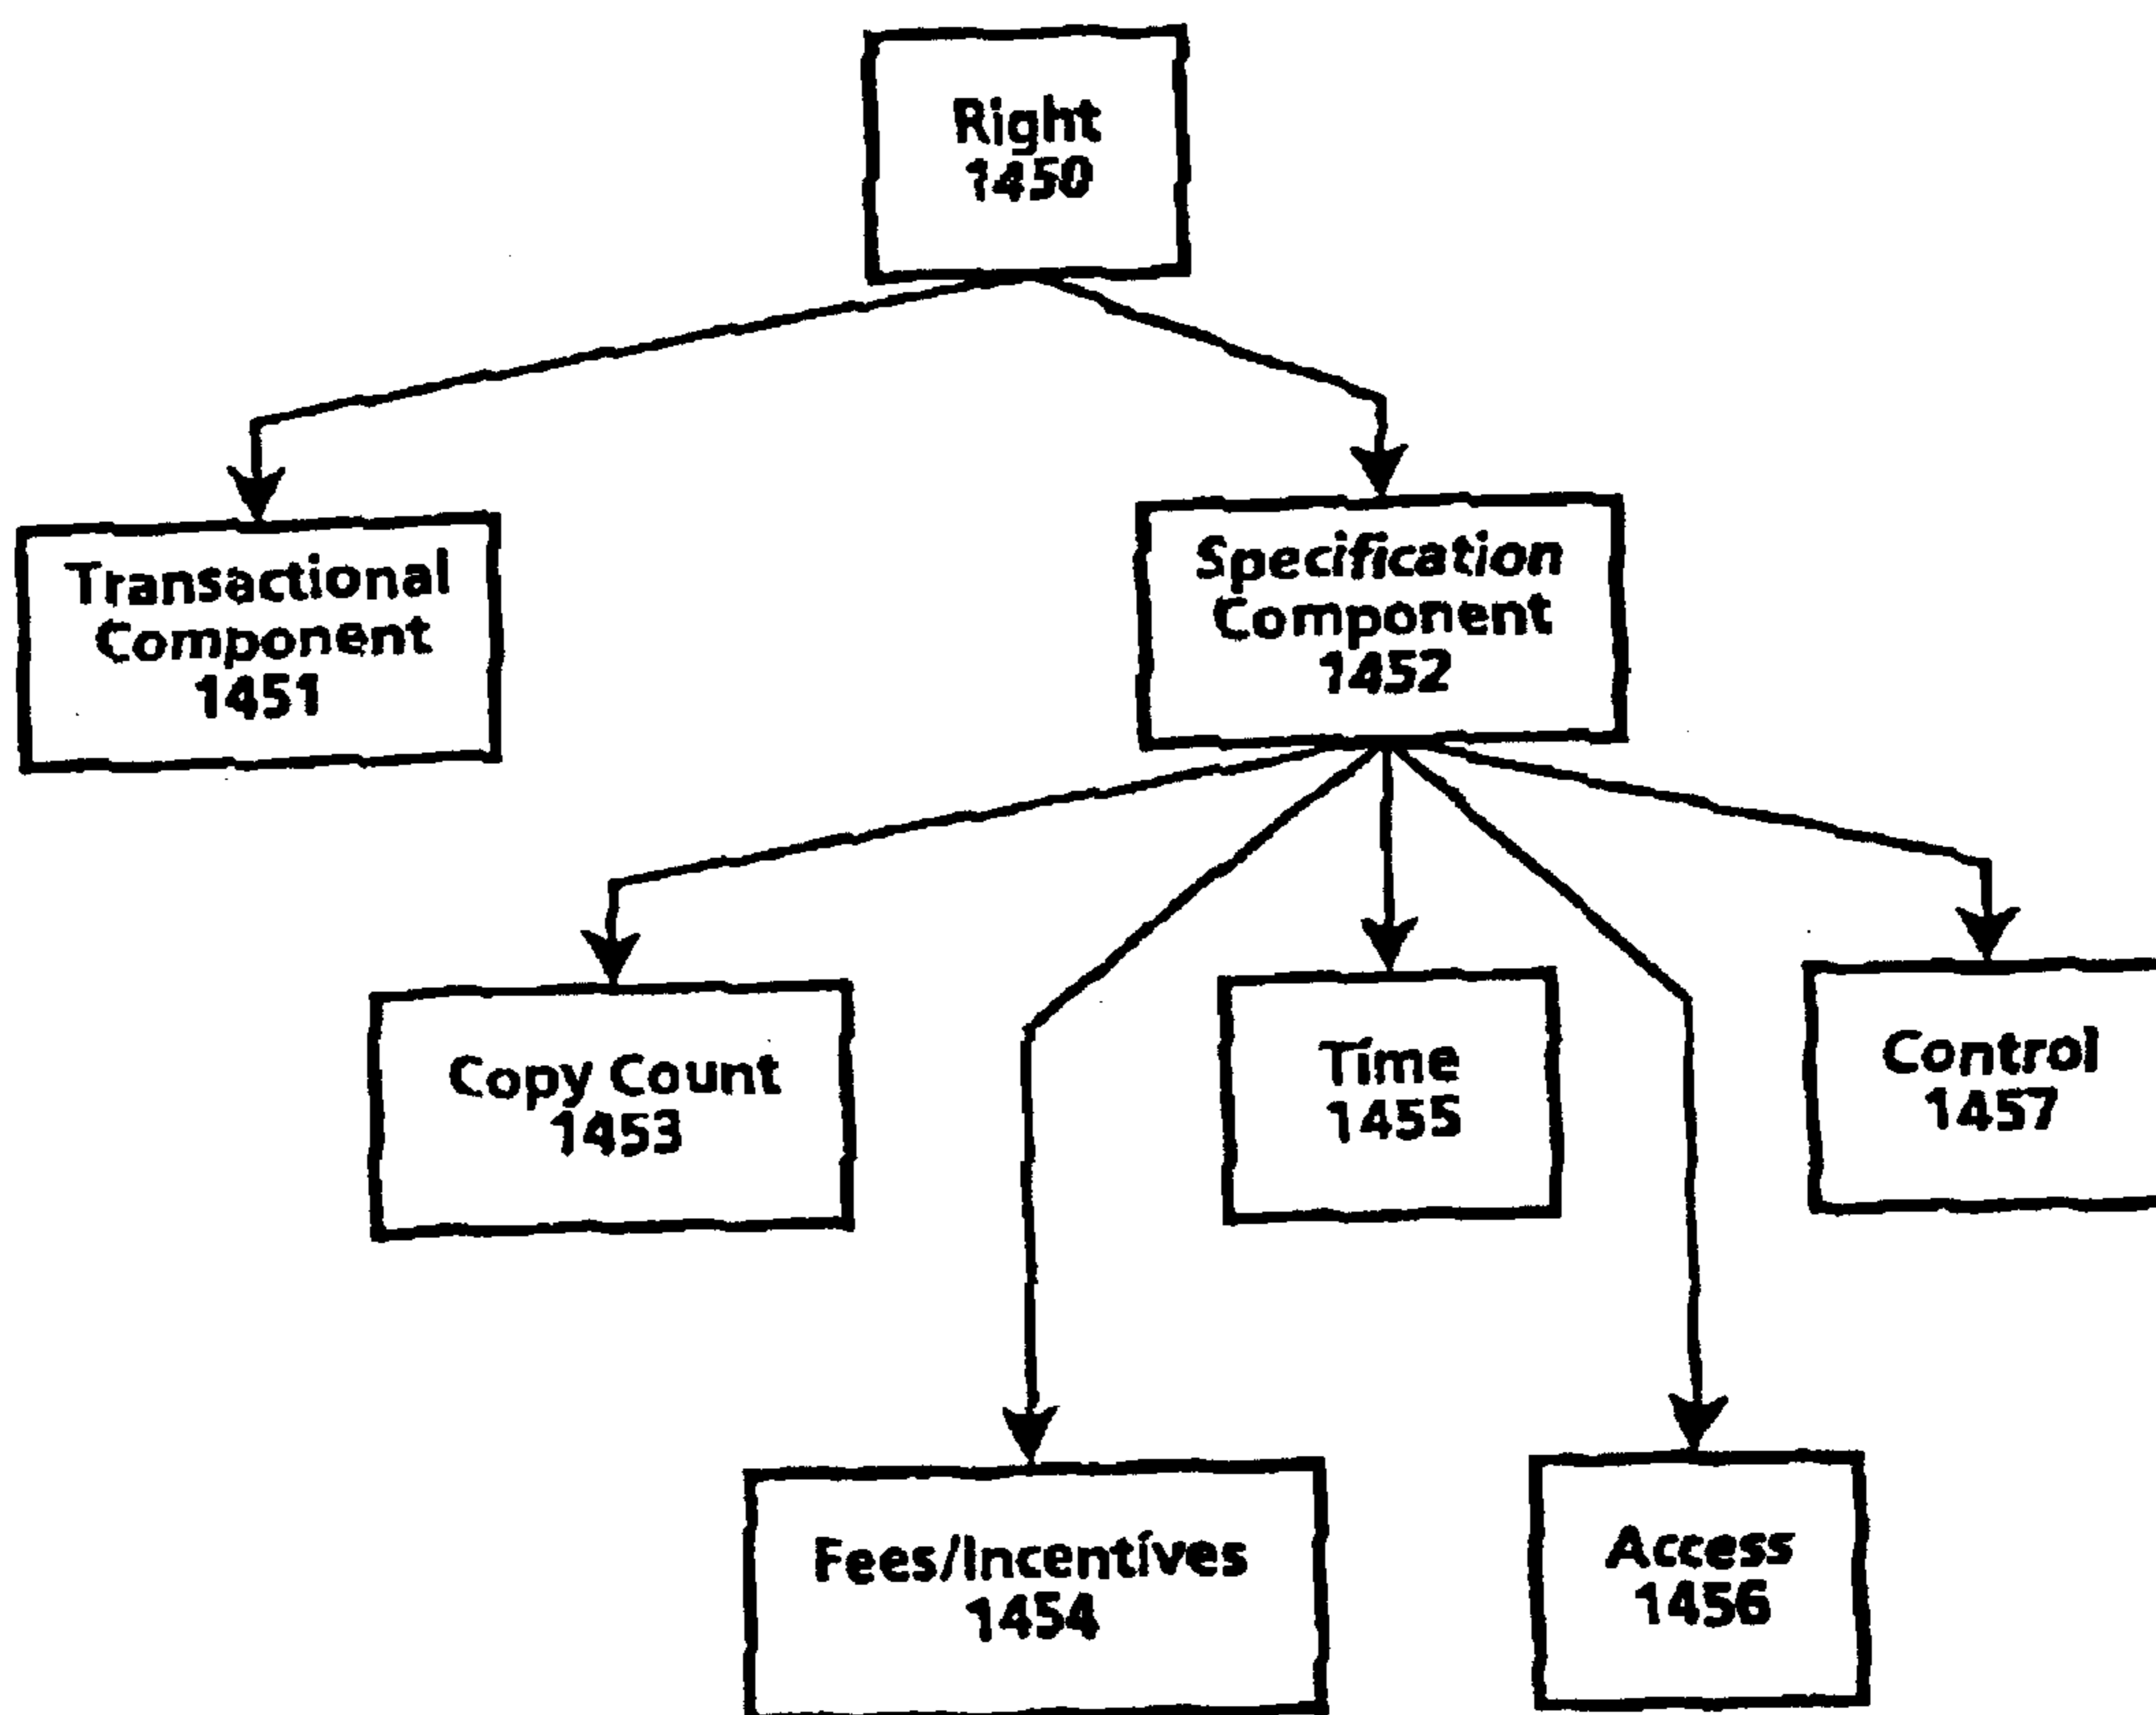 Right
1450
Transactional
Component
1451
Specification
Component
1452
Copy Count
1453
Time
1455
Control
1457
Fees/Incentives
1454
Access
1456